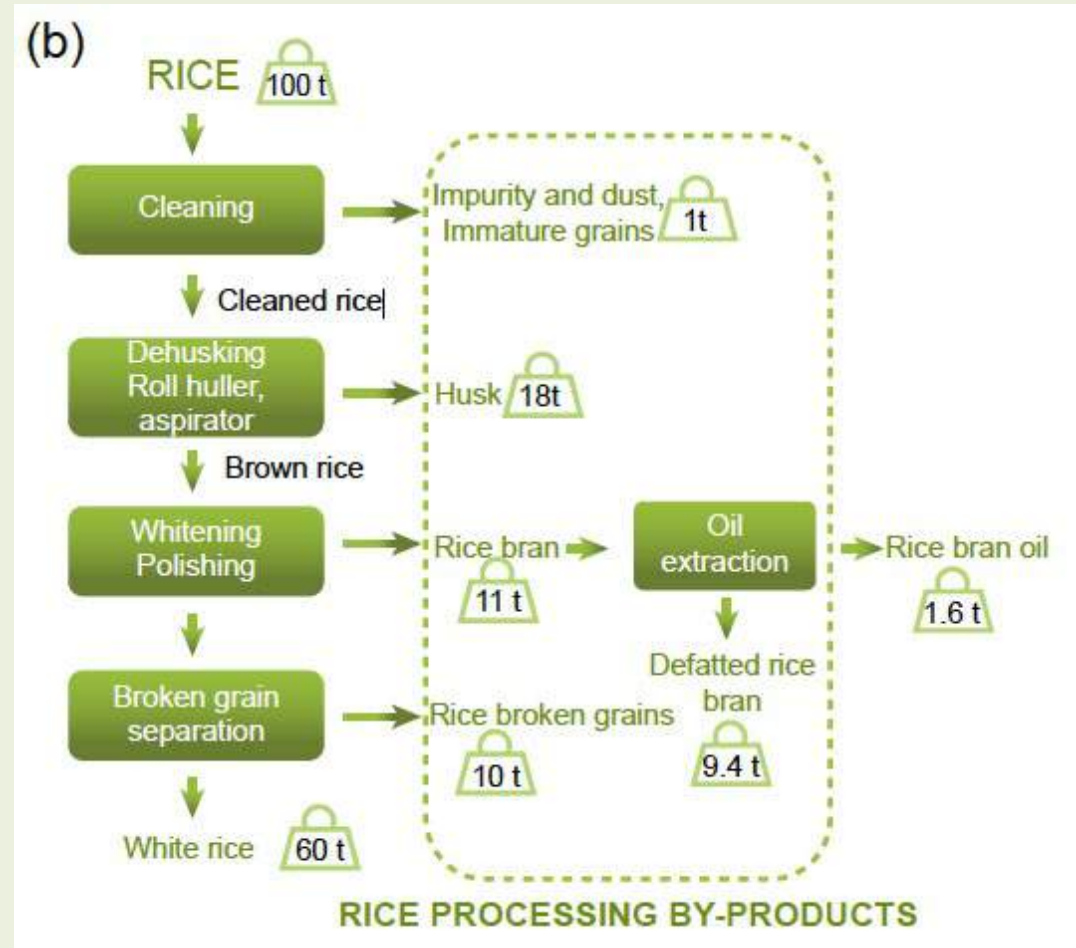 (b)
RICE
100 t
Cleaning
Impurity and dust,
Immature grains
1t
Cleaned rice
Dehusking
Roll huller,
aspirator
Husk
18t
Brown rice
Whitening
Polishing
Rice bran
11 t
Oil
extraction
Rice bran oil
1.6 t
Defatted rice
bran
9.4 t
Broken grain
separation
Rice broken grains
10 t
White rice
60 t
RICE PROCESSING BY-PRODUCTS